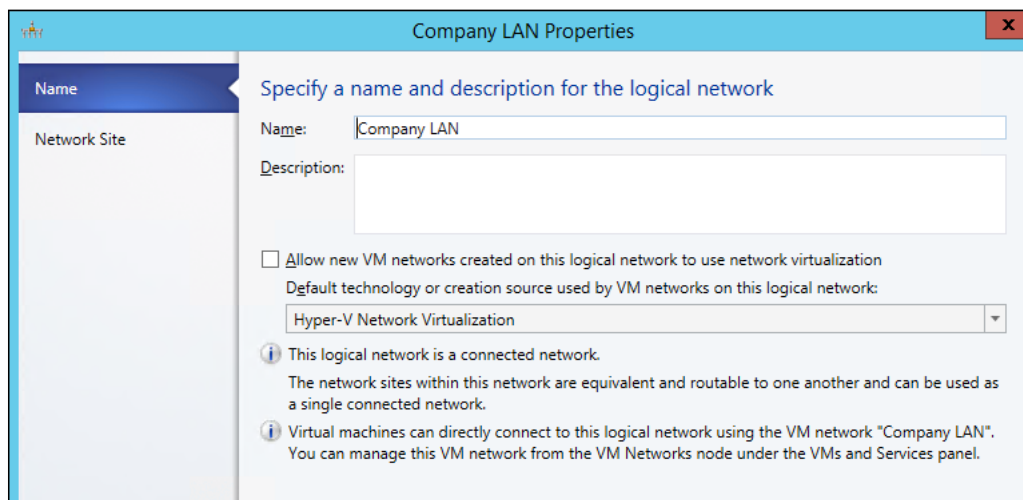 Company LAN Properties
x
Name
Network Site
Specify a name and description for the logical network
Name:
Company LAN
Description:
Allow new VM networks created on this logical network to use network virtualization
Default technology or creation source used by VM networks on this logical network:
Hyper-V Network Virtualization
This logical network is a connected network.
The network sites within this network are equivalent and routable to one another and can be used as
a single connected network.
Virtual machines can directly connect to this logical network using the VM network "Company LAN".
You can manage this VM network from the VM Networks node under the VMs and Services panel.